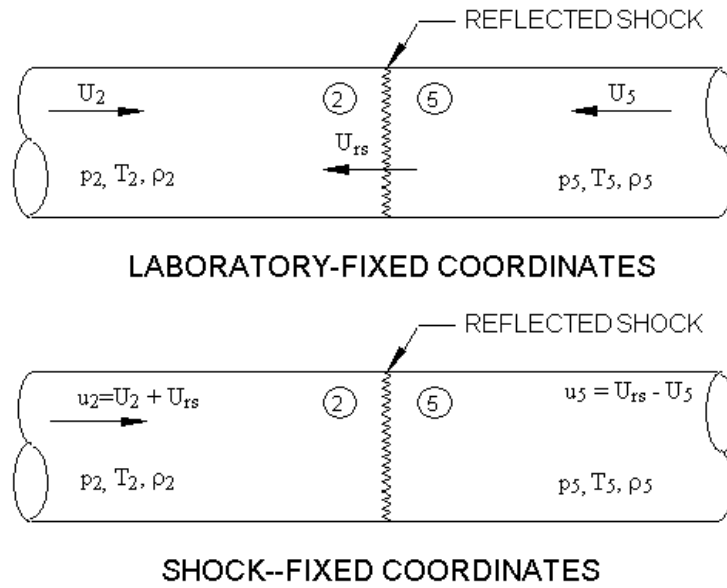 REFLECTED SHOCK
U2
2
5
U5
Urs
p2, T2, ρ2
p5, T5, ρ5
LABORATORY-FIXED COORDINATES
REFLECTED SHOCK
u2=U2 + Urs
2
5
u5 = Urs - U5
p2, T2, ρ2
p5, T5, ρ5
SHOCK--FIXED COORDINATES